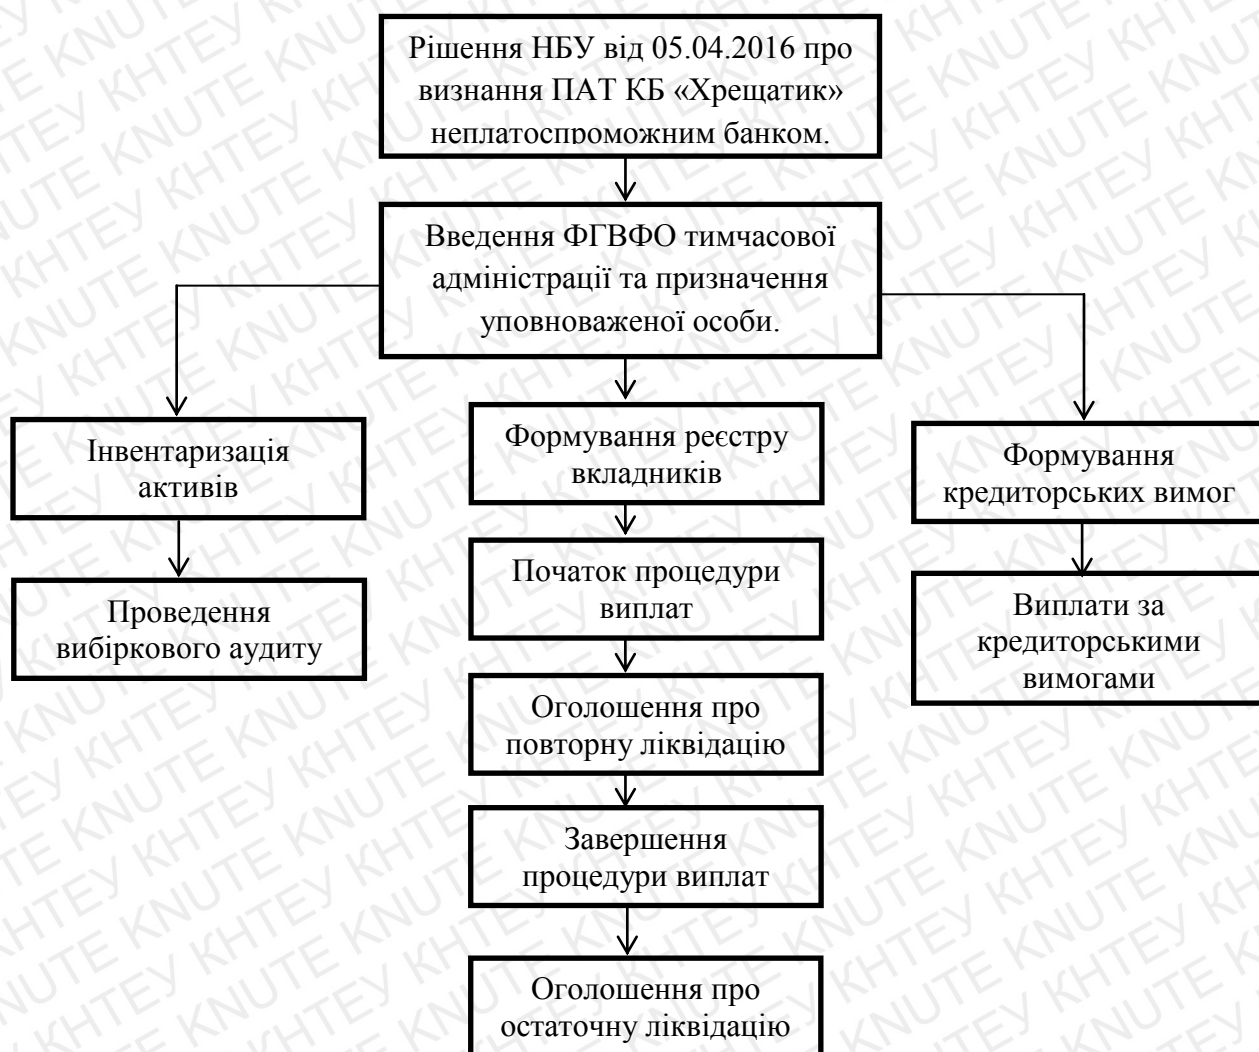 Рішення НБУ від 05.04.2016 про
визнання ПАТ КБ «Хрещатик»
неплатоспроможним банком.
Введення ФГВФО тимчасової
адміністрації та призначення
уповноваженої особи.
Інвентаризація
активів
Проведення
вибіркового аудиту
Формування реєстру
вкладників
Початок процедури
виплат
Оголошення про
повторну ліквідацію
Завершення
процедури виплат
Оголошення про
остаточну ліквідацію
Формування
кредиторських вимог
Виплати за
кредиторськими
вимогами